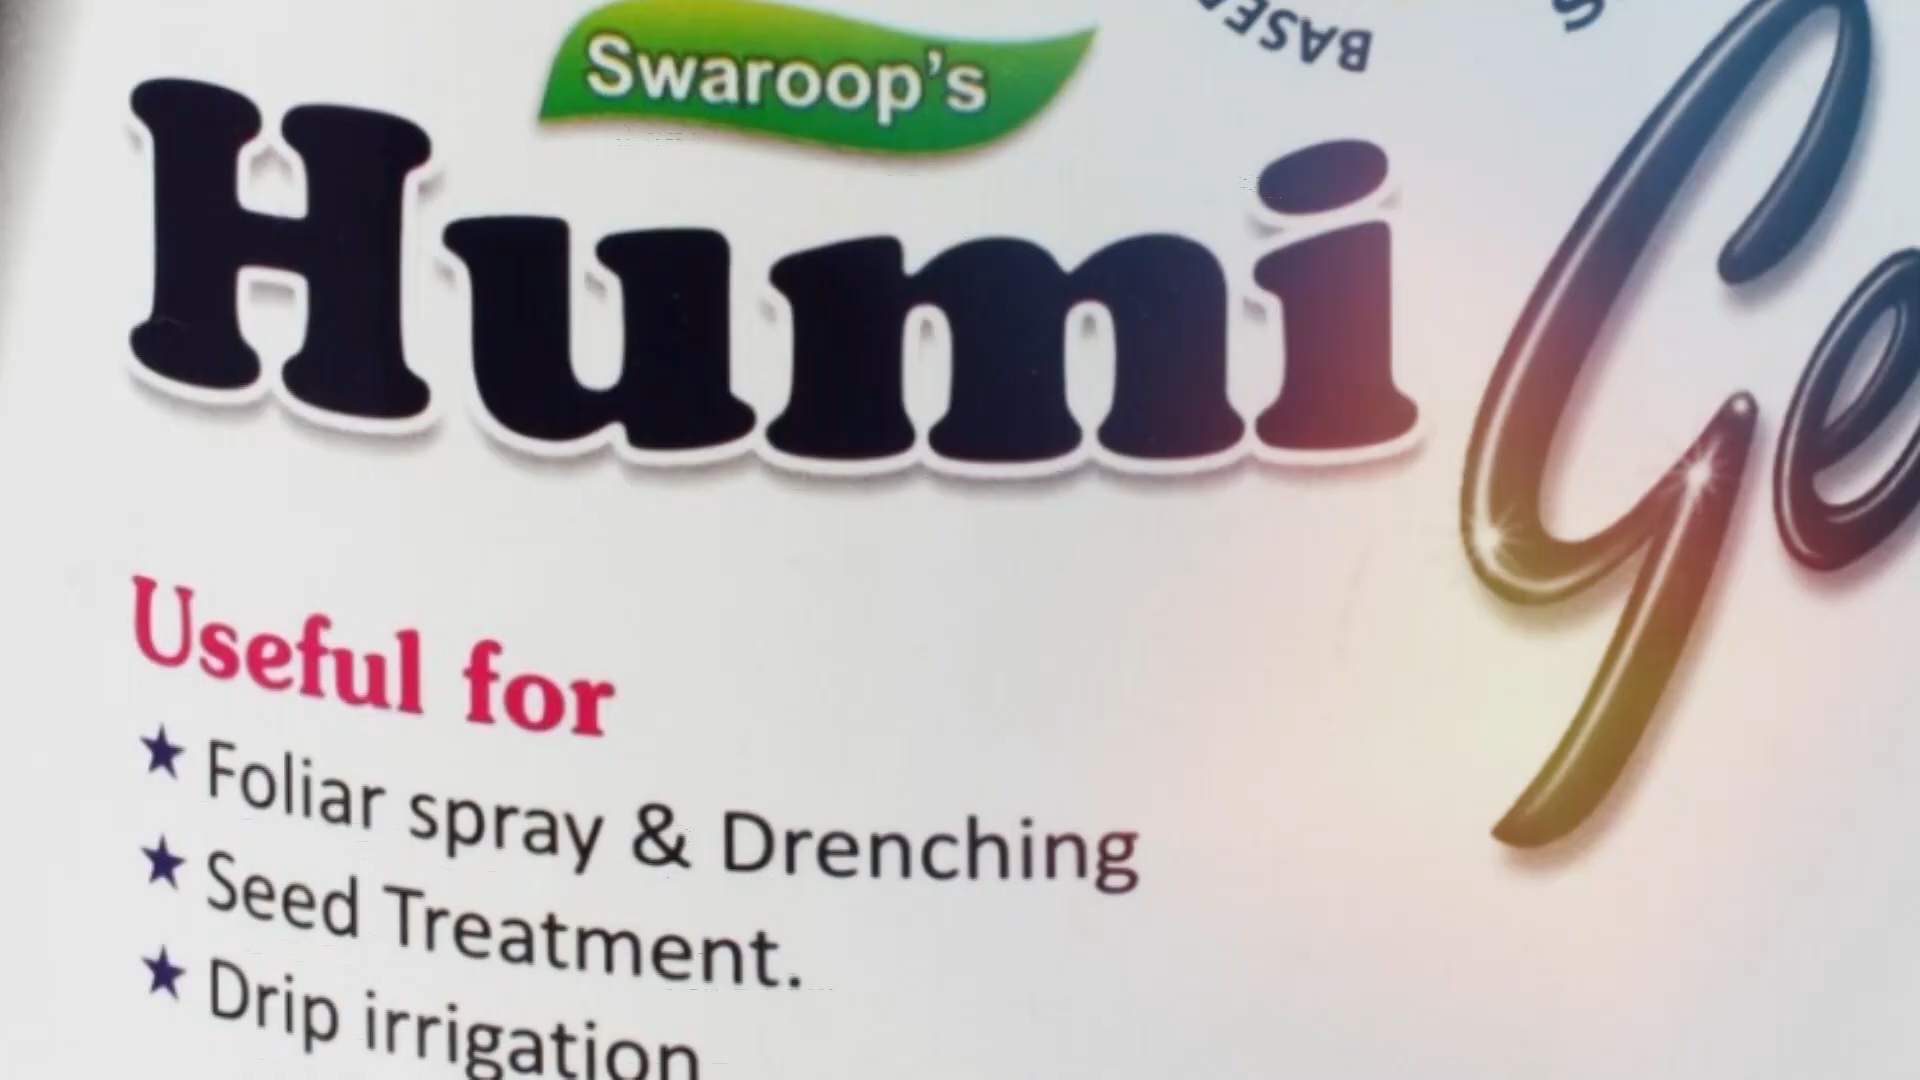 Swaroop's
Humi
Useful for
★ Foliar spray & Drenching
★ Seed Treatment.
★ Drip irrigation